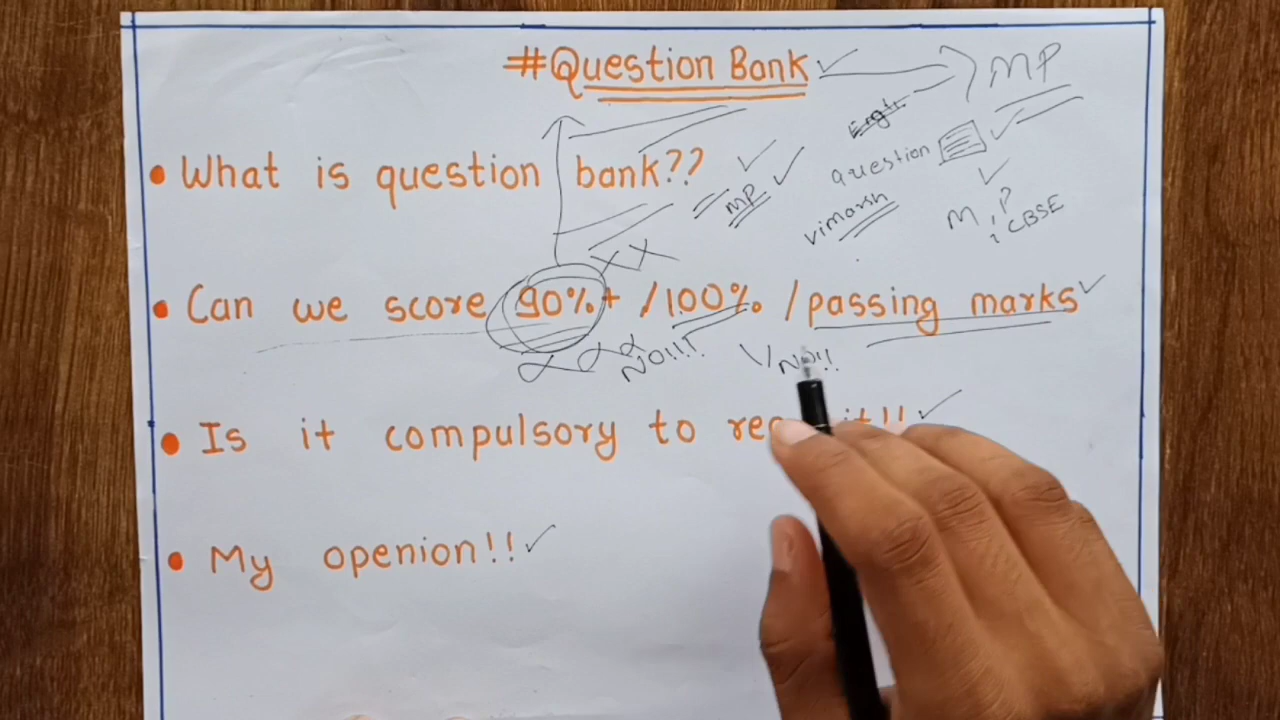 #Question Bank
MP
question
• What is question bank??
MP
vimarsh
M.P
CBSE
• Can we score 90%+ /100% /passing marks
NO!!!
NO!!
• Is it compulsory to it!!
• My openion!!